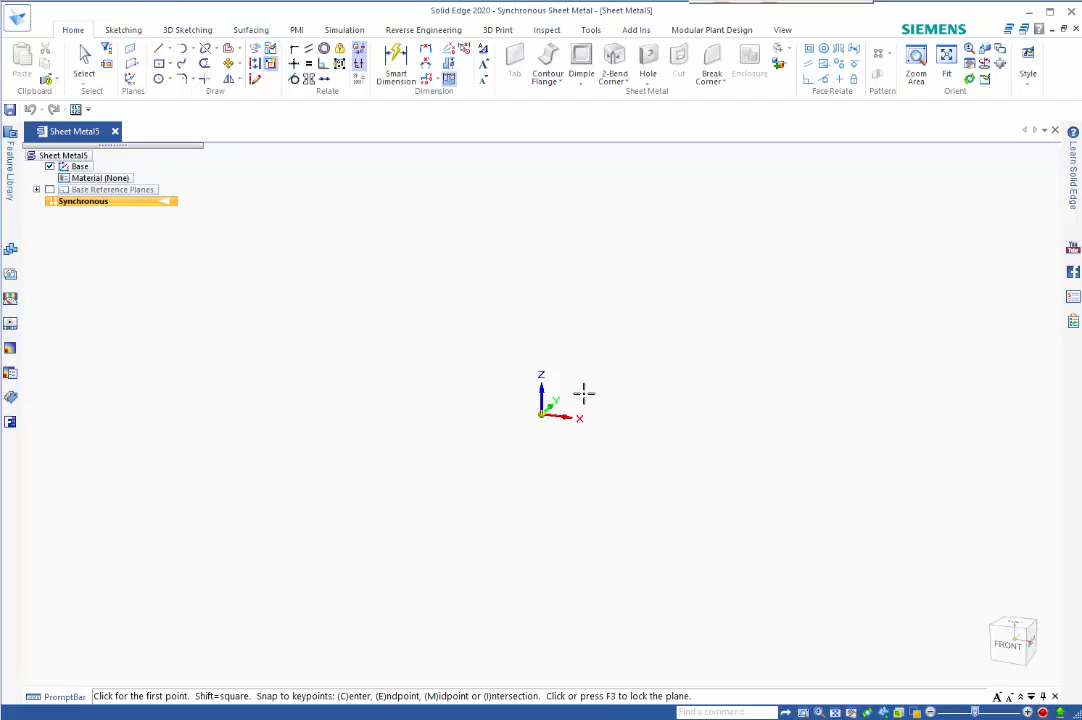 Solid Edge 2020 - Synchronous Sheet Metal - [Sheet Metal5]
Home Sketching 3D Sketching Surfacing PMI Simulation Reverse Engineering 3D Print Inspect Tools Add Ins Modular Plant Design View SIEMENS
Paste
Clipboard
Select
Select
Planes
Draw
Relate
Smart Dimension
Dimension
Tab
Contour Flange
Dimple
2-Bend Corner
Hole
Cut
Break Corner
Enclosure
Sheet Metal
Face Relate
Pattern
Zoom Area
Fit
Orient
Style
Sheet Metal5
Feature Library
Learn Solid Edge
Sheet Metal5
Base
Material (None)
Base Reference Planes
Synchronous
Z
Y
X
FRONT
You Tube
PromptBar Click for the first point. Shift=square. Snap to keypoints: (C)enter, (E)ndpoint, (M)idpoint or (I)ntersection. Click or press F3 to lock the plane.
Find a command